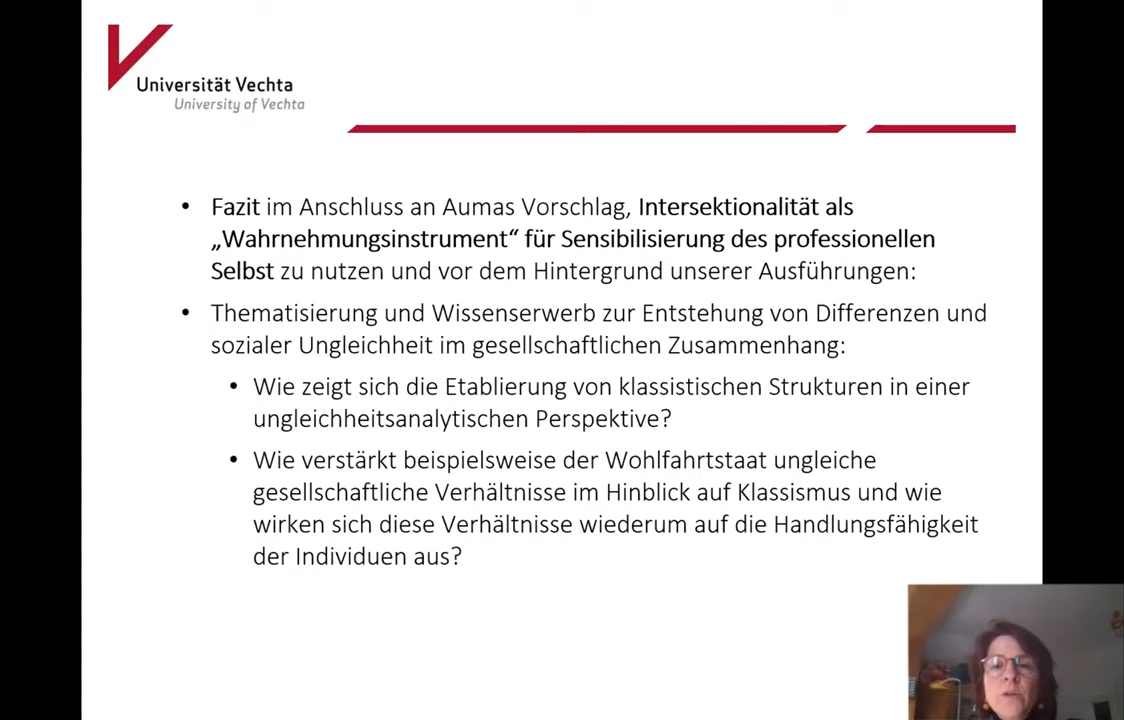 Universität Vechta
University of Vechta
• Fazit im Anschluss an Aumas Vorschlag, Intersektionalität als
„Wahrnehmungsinstrument“ für Sensibilisierung des professionellen
Selbst zu nutzen und vor dem Hintergrund unserer Ausführungen:
• Thematisierung und Wissenserwerb zur Entstehung von Differenzen und
sozialer Ungleichheit im gesellschaftlichen Zusammenhang:
• Wie zeigt sich die Etablierung von klassistischen Strukturen in einer
ungleichheitsanalytischen Perspektive?
• Wie verstärkt beispielsweise der Wohlfahrtstaat ungleiche
gesellschaftliche Verhältnisse im Hinblick auf Klassismus und wie
wirken sich diese Verhältnisse wiederum auf die Handlungsfähigkeit
der Individuen aus?